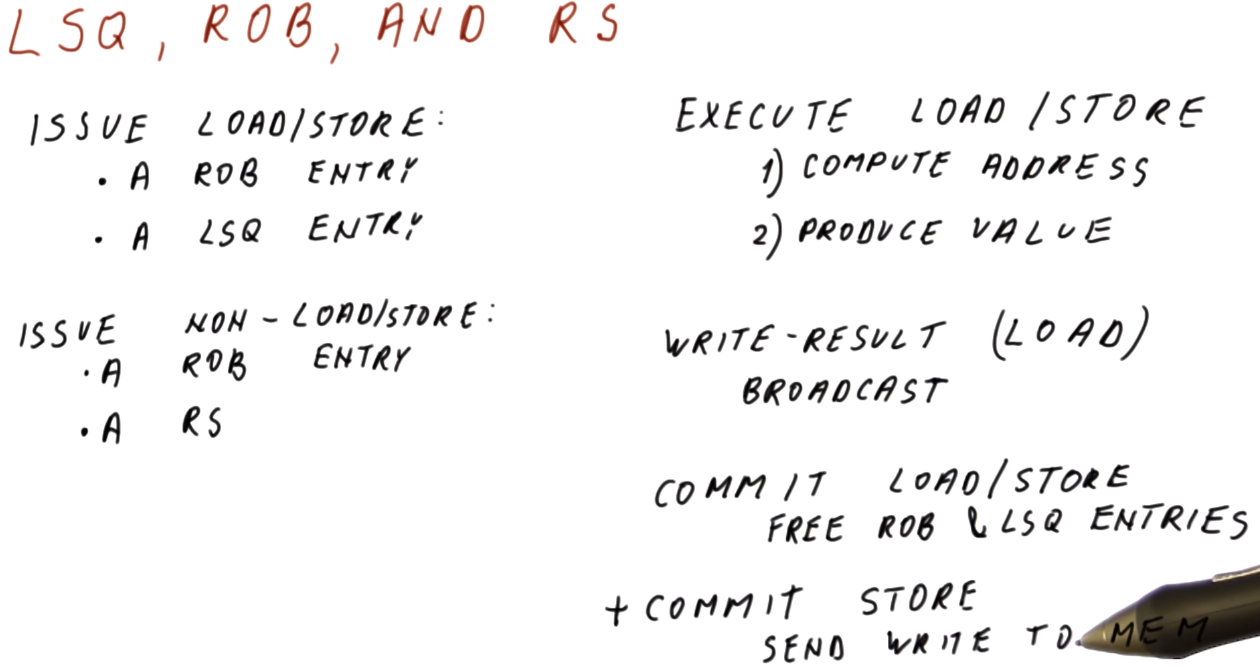 LSQ, ROB, AND RS
ISSUE LOAD/STORE:
• A ROB ENTRY
• A LSQ ENTRY
ISSUE NON-LOAD/STORE:
• A ROB ENTRY
• A RS
EXECUTE LOAD/STORE
1) COMPUTE ADDRESS
2) PRODUCE VALUE
WRITE-RESULT (LOAD)
BROADCAST
COMMIT LOAD/STORE
FREE ROB & LSQ ENTRIES
+ COMMIT STORE
SEND WRITE TO MEM